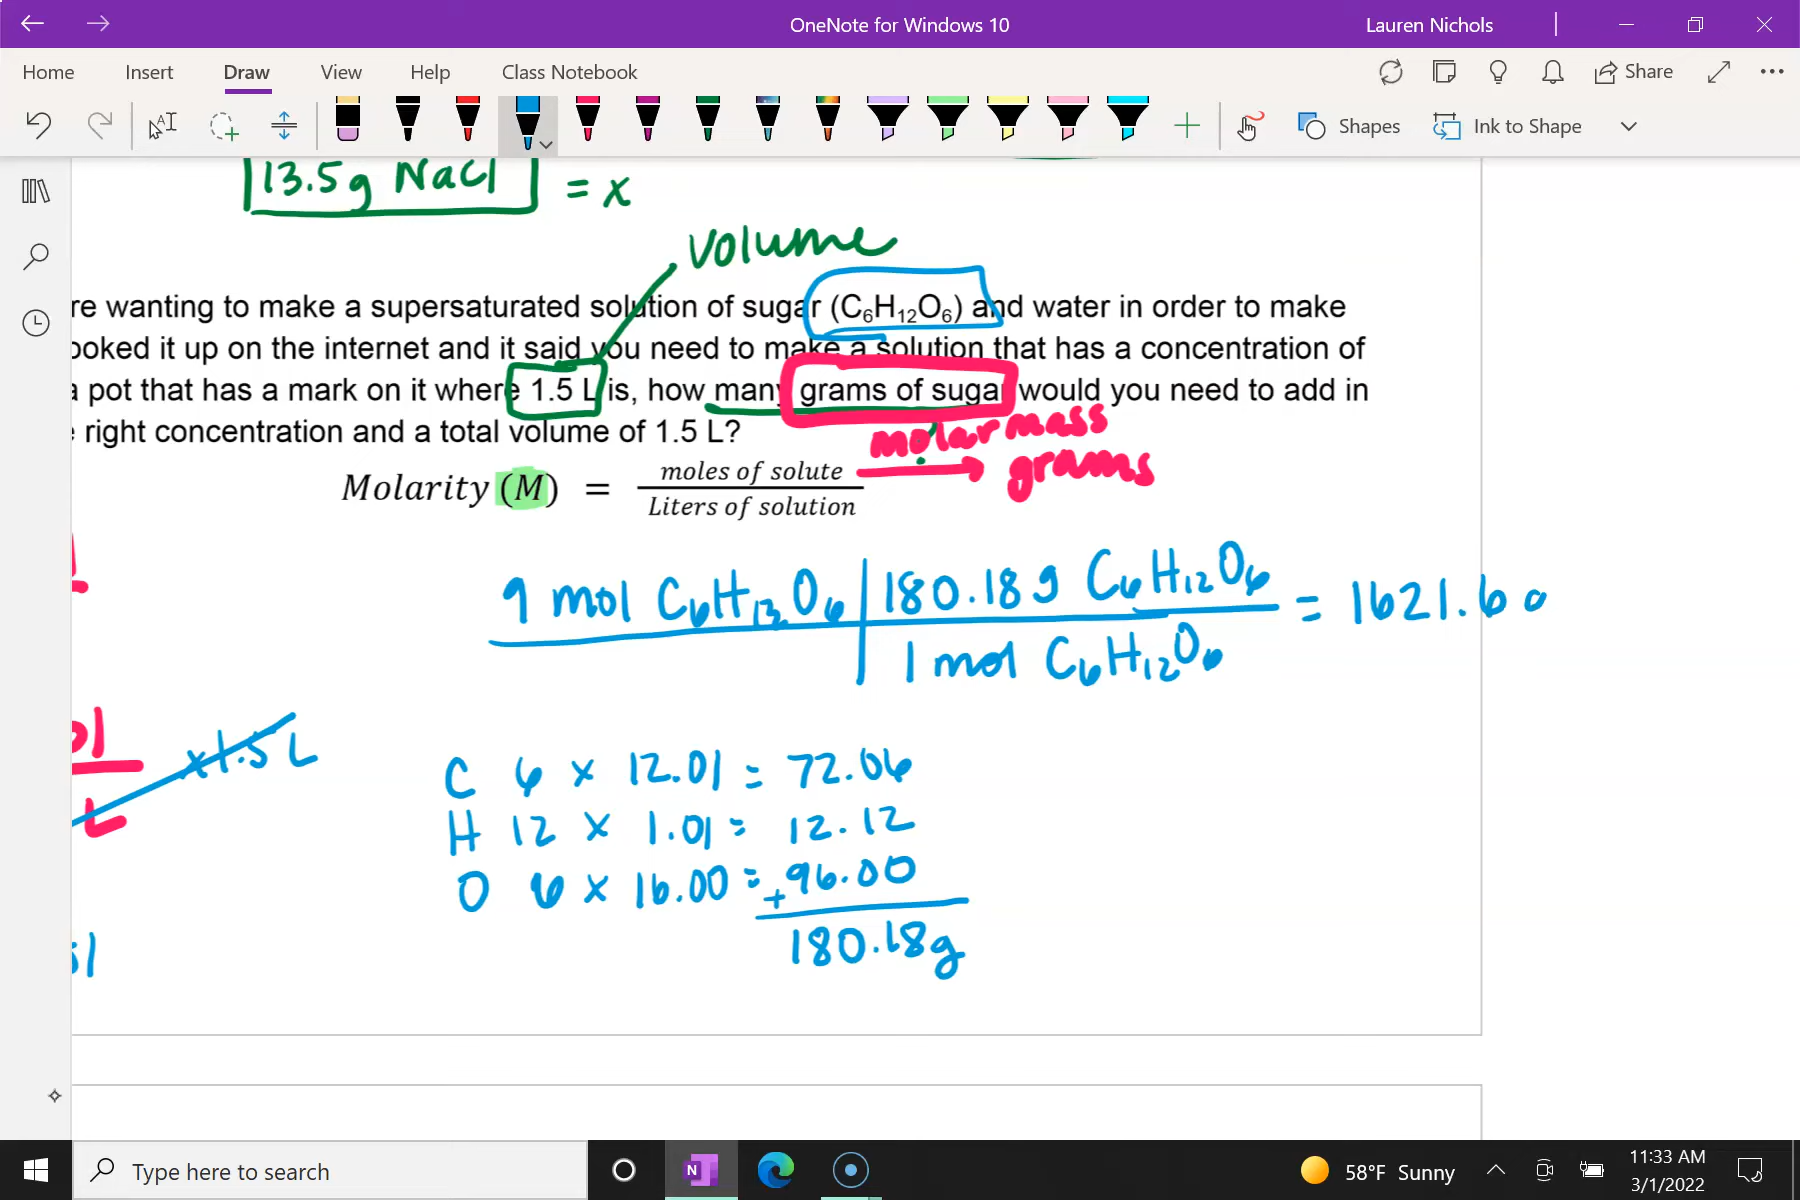 OneNote for Windows 10
Lauren Nichols
Home Insert Draw View Help Class Notebook
Share
Shapes Ink to Shape
13.5g NaCl = x
volume
re wanting to make a supersaturated solution of sugar (C₆H₁₂O₆) and water in order to make
ooked it up on the internet and it said you need to make a solution that has a concentration of
a pot that has a mark on it where 1.5 L is, how many grams of sugar would you need to add in
right concentration and a total volume of 1.5 L?
molar mass
grams
Molarity (M) = moles of solute
Liters of solution
9 mol C₆H₁₂O₆ | 180.18g C₆H₁₂O₆ = 1621.6
1 mol C₆H₁₂O₆
ol
x1.5 L
L
C 6 x 12.01 = 72.06
H 12 x 1.01 = 12.12
O 6 x 16.00 = +96.00
180.18g
Type here to search
58°F Sunny
11:33 AM
3/1/2022